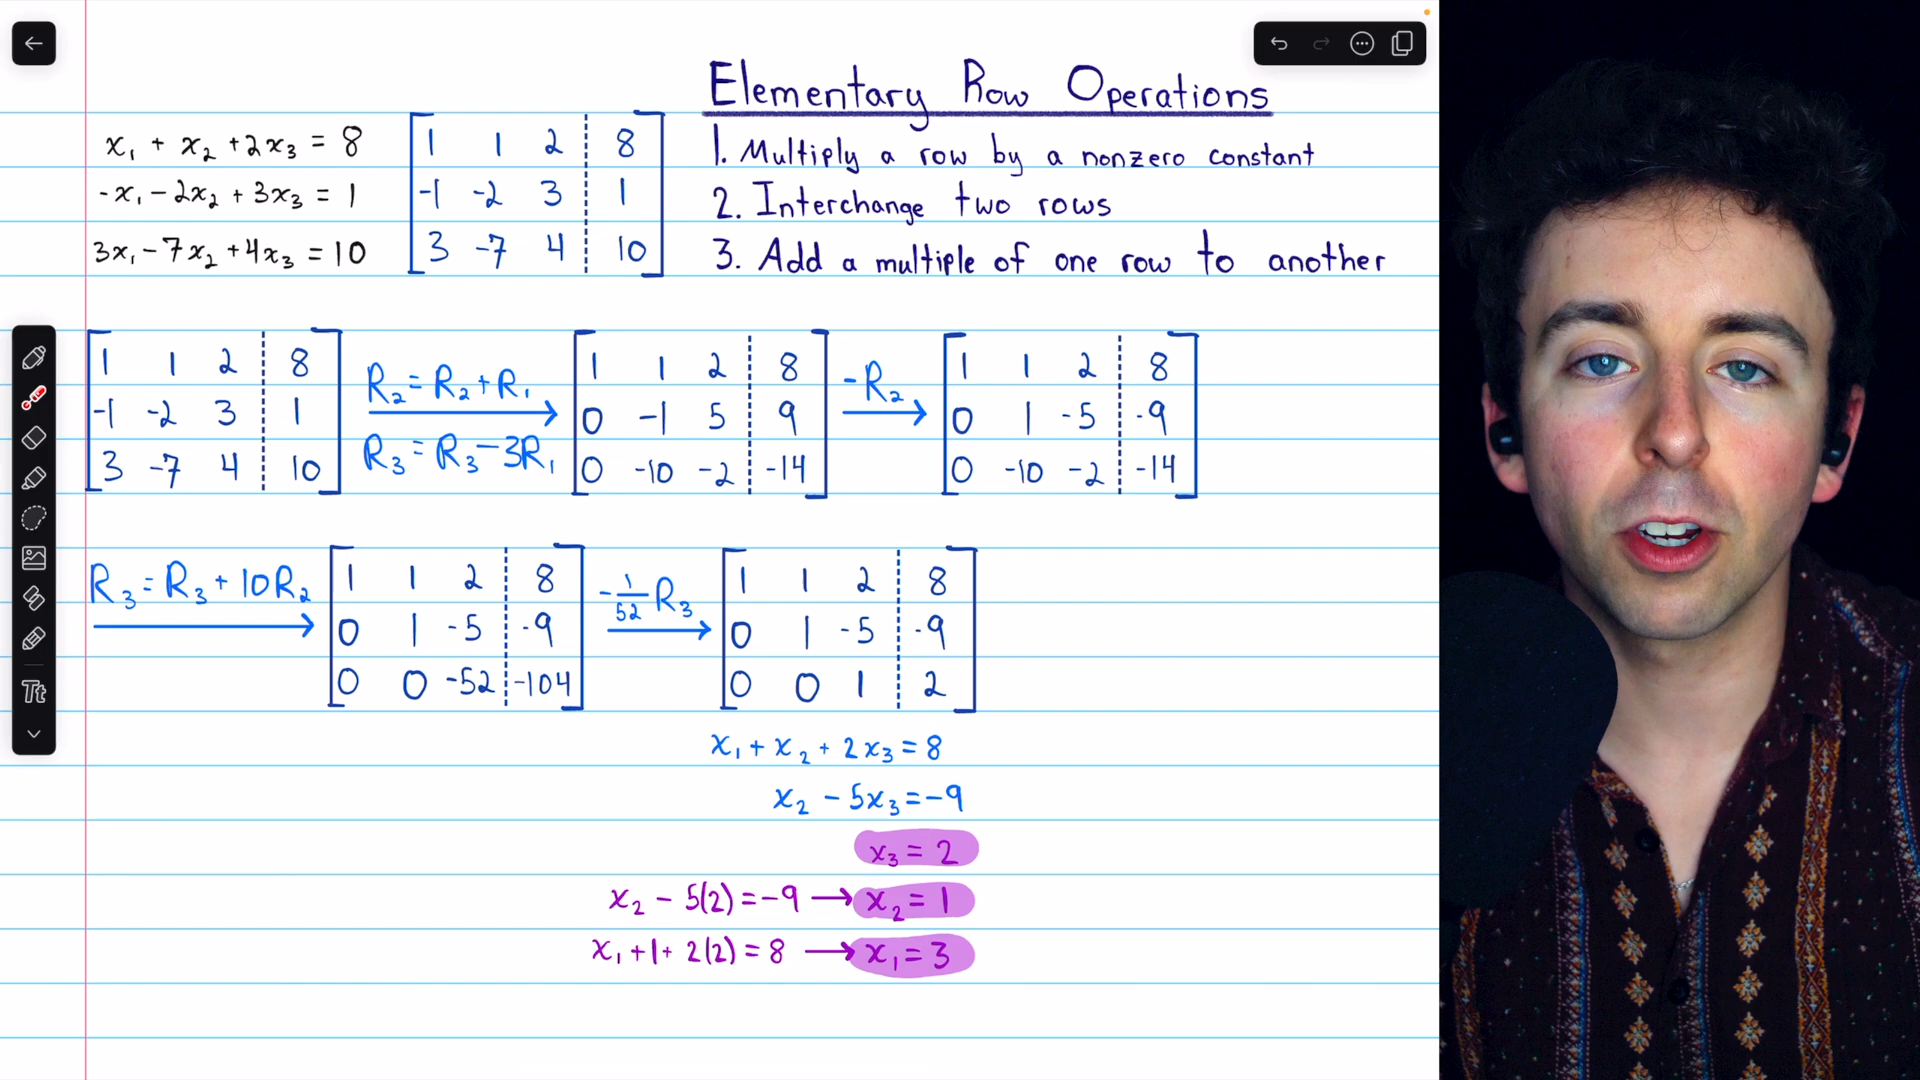 Elementary Row Operations
x₁ + x₂ + 2x₃ = 8
-x₁ - 2x₂ + 3x₃ = 1
3x₁ - 7x₂ + 4x₃ = 10
1 1 2 8
-1 -2 3 1
3 -7 4 10
1. Multiply a row by a nonzero constant
2. Interchange two rows
3. Add a multiple of one row to another
1 1 2 8
-1 -2 3 1
3 -7 4 10
R₂ = R₂ + R₁
R₃ = R₃ - 3R₁
1 1 2 8
0 -1 5 9
0 -10 -2 -14
-R₂
1 1 2 8
0 1 -5 -9
0 -10 -2 -14
R₃ = R₃ + 10R₂
1 1 2 8
0 1 -5 -9
0 0 -52 -104
-1/52 R₃
1 1 2 8
0 1 -5 -9
0 0 1 2
x₁ + x₂ + 2x₃ = 8
x₂ - 5x₃ = -9
x₃ = 2
x₂ - 5(2) = -9 → x₂ = 1
x₁ + 1 + 2(2) = 8 → x₁ = 3
Tt